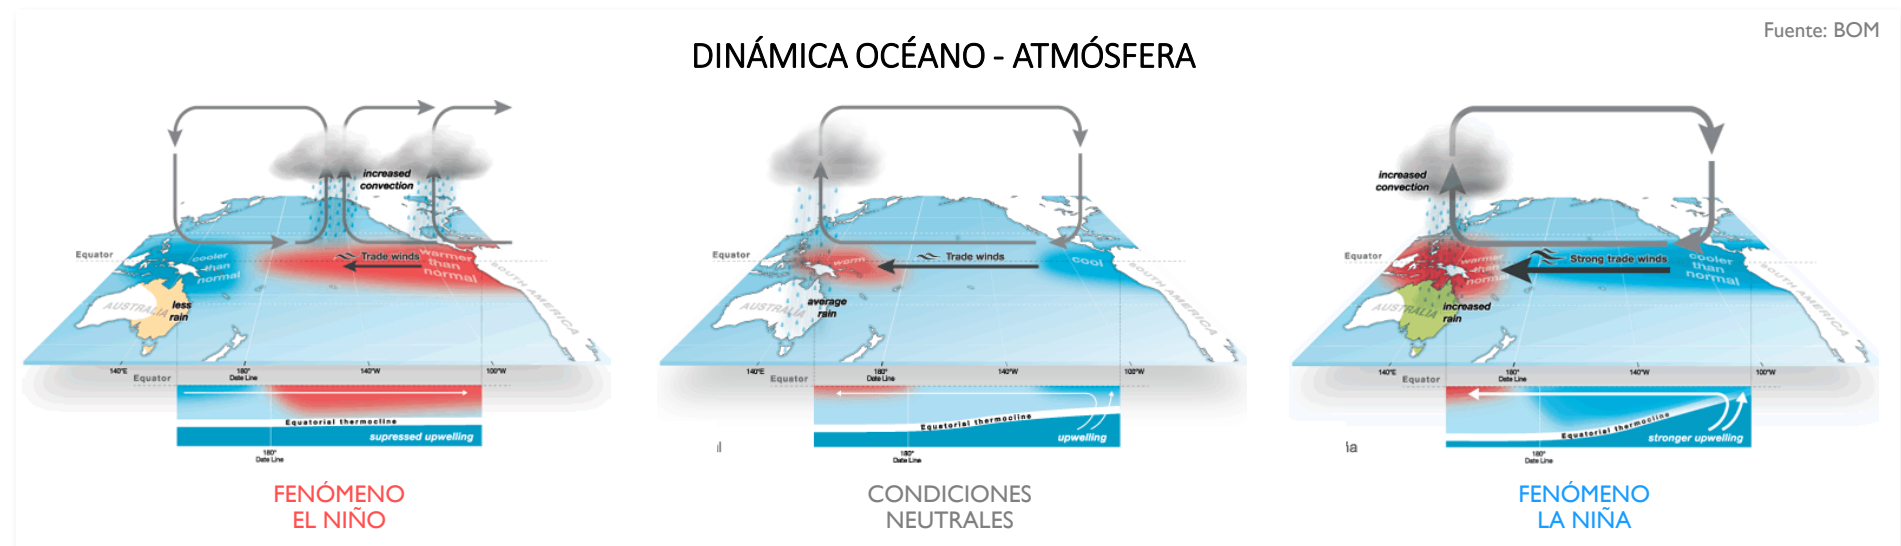 Fuente: BOM
DINÁMICA OCÉANO - ATMÓSFERA
increased
convection
Equator
cooler
than
normal
Trade winds
warmer
than
normal
AUSTRALIA
less
rain
SOUTH AMERICA
140°E
180°
Date Line
140°W
100°W
Equator
Equatorial thermocline
supressed upwelling
180°
Date Line
FENÓMENO
EL NIÑO
Equator
warm
Trade winds
cool
AUSTRALIA
average
rain
SOUTH AMERICA
140°E
180°
Date Line
140°W
100°W
Equator
Equatorial thermocline
upwelling
180°
Date Line
CONDICIONES
NEUTRALES
increased
convection
Equator
warmer
than
normal
Strong trade winds
cooler
than
normal
AUSTRALIA
increased
rain
SOUTH AMERICA
140°E
180°
Date Line
140°W
100°W
Equator
Equatorial thermocline
stronger upwelling
180°
Date Line
FENÓMENO
LA NIÑA